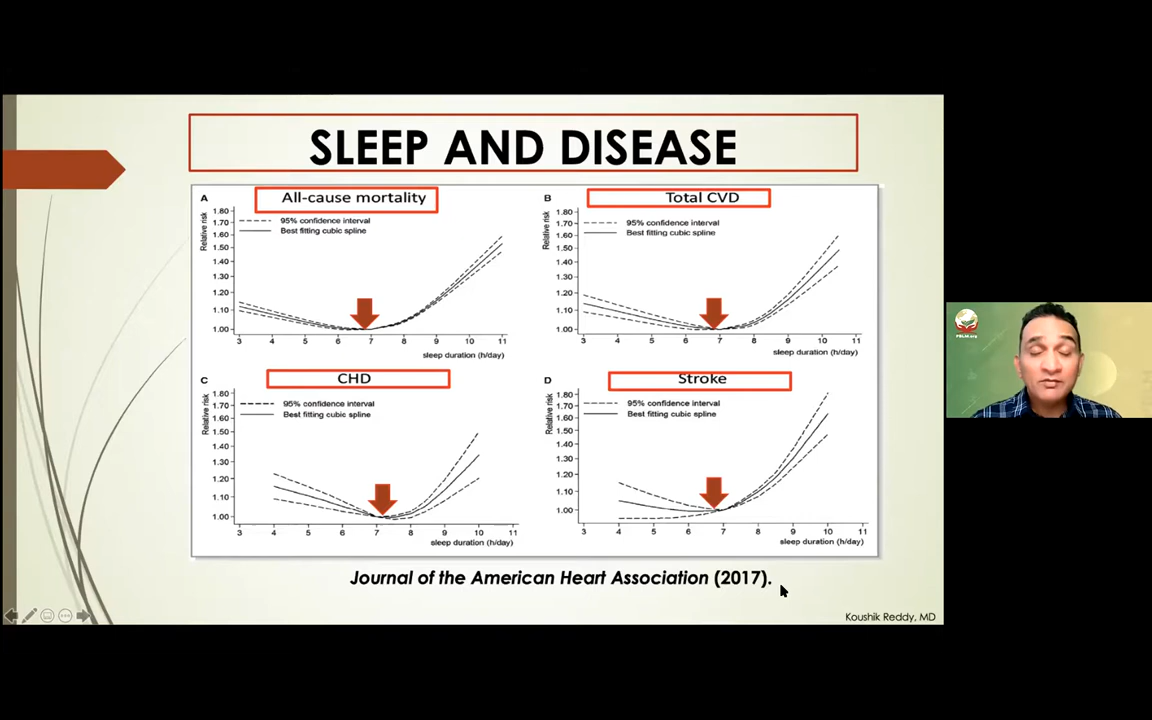 SLEEP AND DISEASE
A
All-cause mortality
Relative risk
1.80
1.70
1.60
1.50
1.40
1.30
1.20
1.10
1.00
95% confidence interval
Best fitting cubic spline
3 4 5 6 7 8 9 10 11
sleep duration (h/day)
B
Total CVD
Relative risk
1.80
1.70
1.60
1.50
1.40
1.30
1.20
1.10
1.00
95% confidence interval
Best fitting cubic spline
3 4 5 6 7 8 9 10 11
sleep duration (h/day)
C
CHD
Relative risk
1.80
1.70
1.60
1.50
1.40
1.30
1.20
1.10
1.00
95% confidence interval
Best fitting cubic spline
3 4 5 6 7 8 9 10 11
sleep duration (h/day)
D
Stroke
Relative risk
1.80
1.70
1.60
1.50
1.40
1.30
1.20
1.10
1.00
95% confidence interval
Best fitting cubic spline
3 4 5 6 7 8 9 10 11
sleep duration (h/day)
Journal of the American Heart Association (2017).
Koushik Reddy, MD